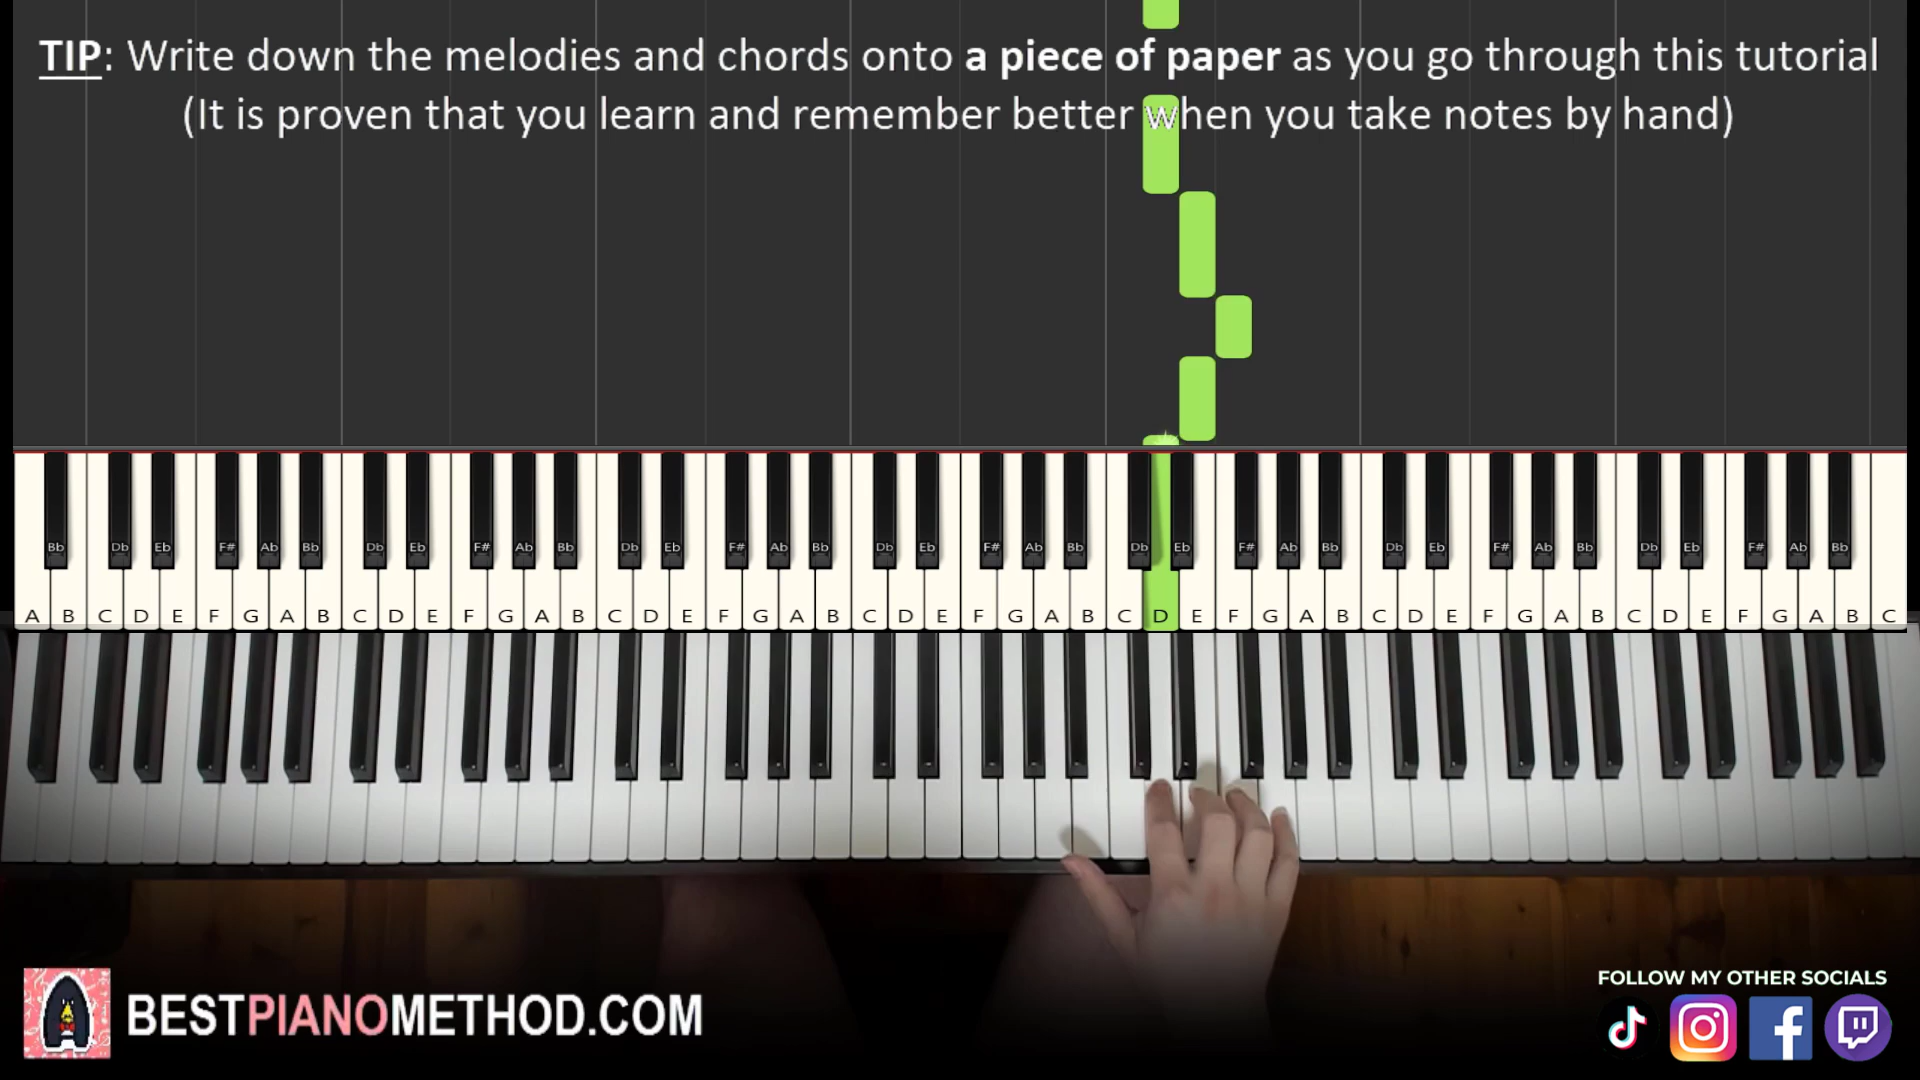 TIP: Write down the melodies and chords onto a piece of paper as you go through this tutorial
(It is proven that you learn and remember better when you take notes by hand)
Bb Db Eb F# Ab Bb Db Eb F# Ab Bb Db Eb F# Ab Bb Db Eb F# Ab Bb Db Eb F# Ab Bb Db Eb F# Ab Bb Db Eb F# Ab Bb
A B C D E F G A B C D E F G A B C D E F G A B C D E F G A B C D E F G A B C D E F G A B C D E F G A B C
BESTPIANOMETHOD.COM
FOLLOW MY OTHER SOCIALS